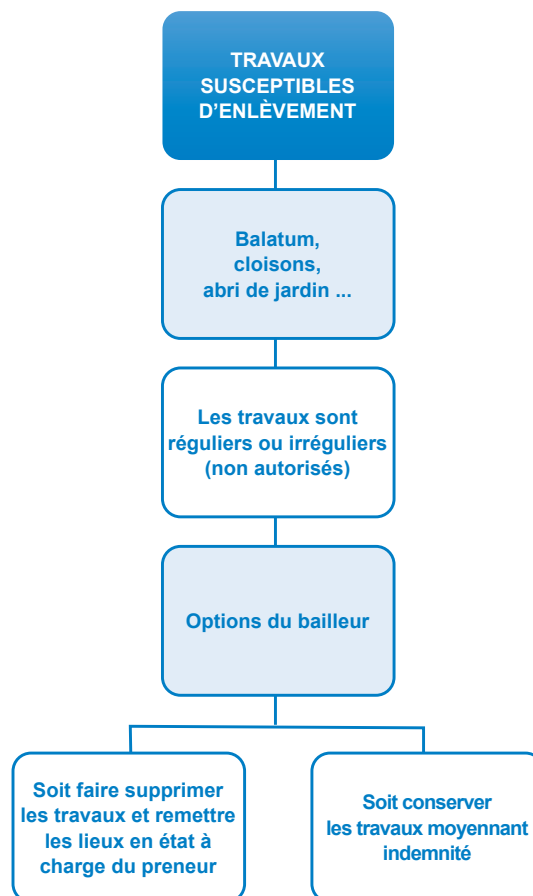 TRAVAUX
SUSCEPTIBLES
D'ENLÈVEMENT
Balatum,
cloisons,
abri de jardin ...
Les travaux sont
réguliers ou irréguliers
(non autorisés)
Options du bailleur
Soit faire supprimer
les travaux et remettre
les lieux en état à
charge du preneur
Soit conserver
les travaux moyennant
indemnité